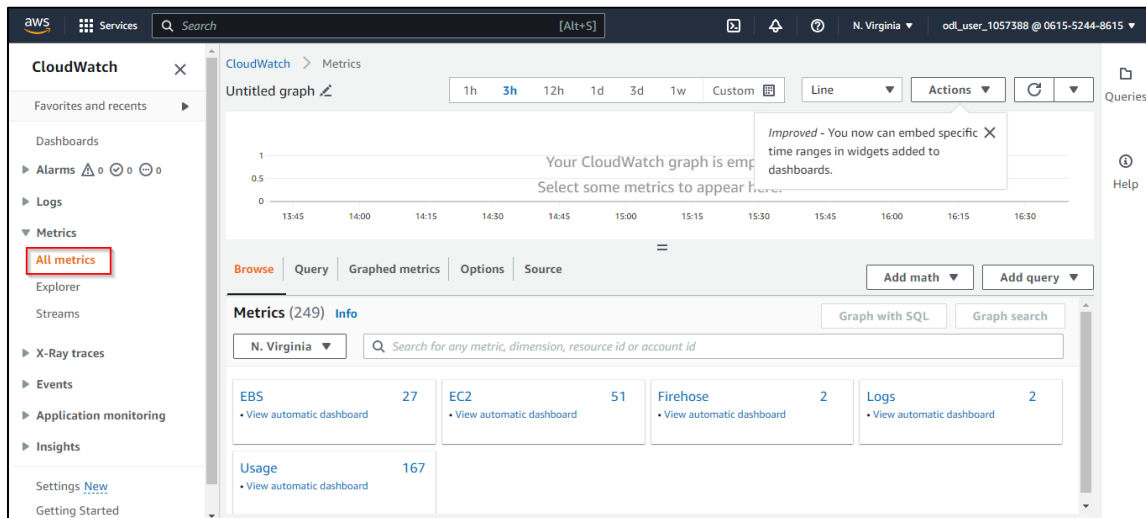 aws
Services
Search [Alt+S]
N. Virginia ▼
odl_user_1057388 @ 0615-5244-8615 ▼
CloudWatch
Favorites and recents
Dashboards
Alarms 0 0 0
Logs
Metrics
All metrics
Explorer
Streams
X-Ray traces
Events
Application monitoring
Insights
Settings New
Getting Started
CloudWatch > Metrics
Untitled graph
1h 3h 12h 1d 3d 1w Custom
Line
Actions
Improved - You now can embed specific
time ranges in widgets added to
dashboards.
Your CloudWatch graph is emp
Select some metrics to appear here.
1
0.5
0
13:45 14:00 14:15 14:30 14:45 15:00 15:15 15:30 15:45 16:00 16:15 16:30
Browse Query Graphed metrics Options Source
Add math Add query
Metrics (249) Info
Graph with SQL Graph search
N. Virginia
Search for any metric, dimension, resource id or account id
EBS 27
• View automatic dashboard
EC2 51
• View automatic dashboard
Firehose 2
• View automatic dashboard
Logs 2
• View automatic dashboard
Usage 167
• View automatic dashboard
Queries
Help